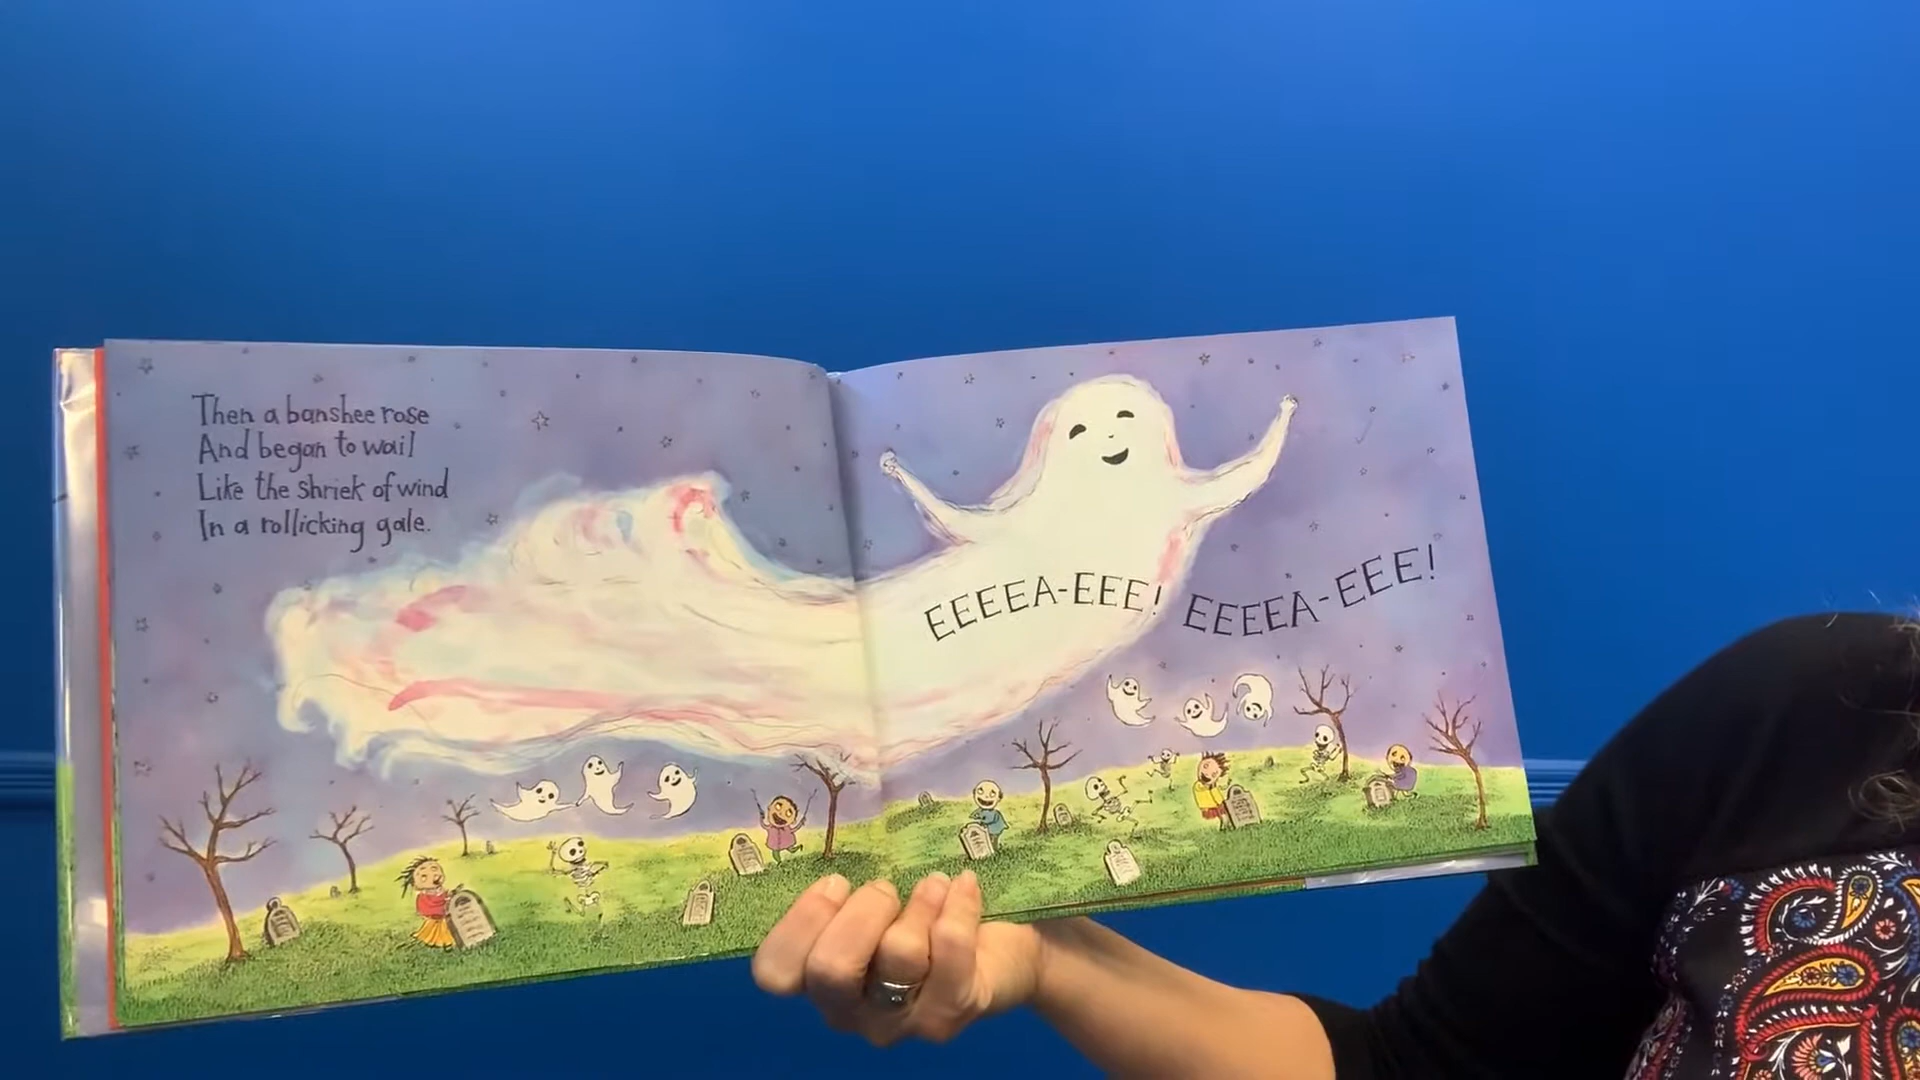 Then a banshee rose
And began to wail
Like the shriek of wind
In a rollicking gale.
EEEEA-EEE! EEEEA-EEE!